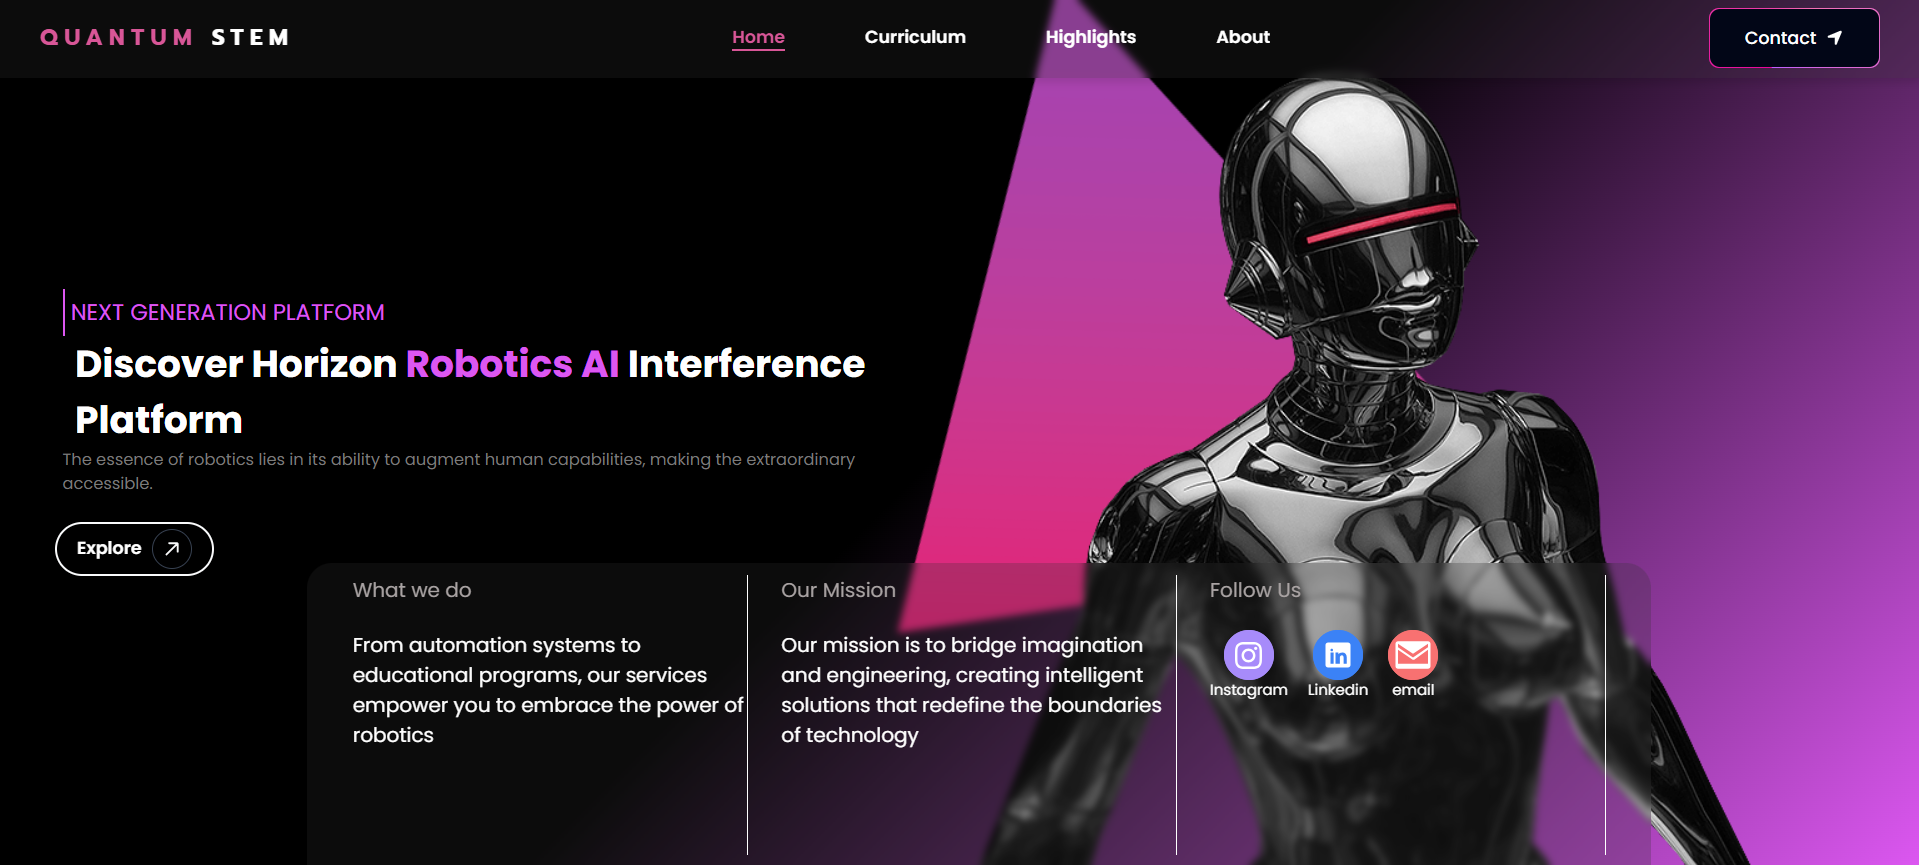 QUANTUM STEM
Home
Curriculum
Highlights
About
Contact
NEXT GENERATION PLATFORM
Discover Horizon Robotics AI Interference
Platform
The essence of robotics lies in its ability to augment human capabilities, making the extraordinary
accessible.
Explore
What we do
From automation systems to
educational programs, our services
empower you to embrace the power of
robotics
Our Mission
Our mission is to bridge imagination
and engineering, creating intelligent
solutions that redefine the boundaries
of technology
Follow Us
in
Instagram
Linkedin
email